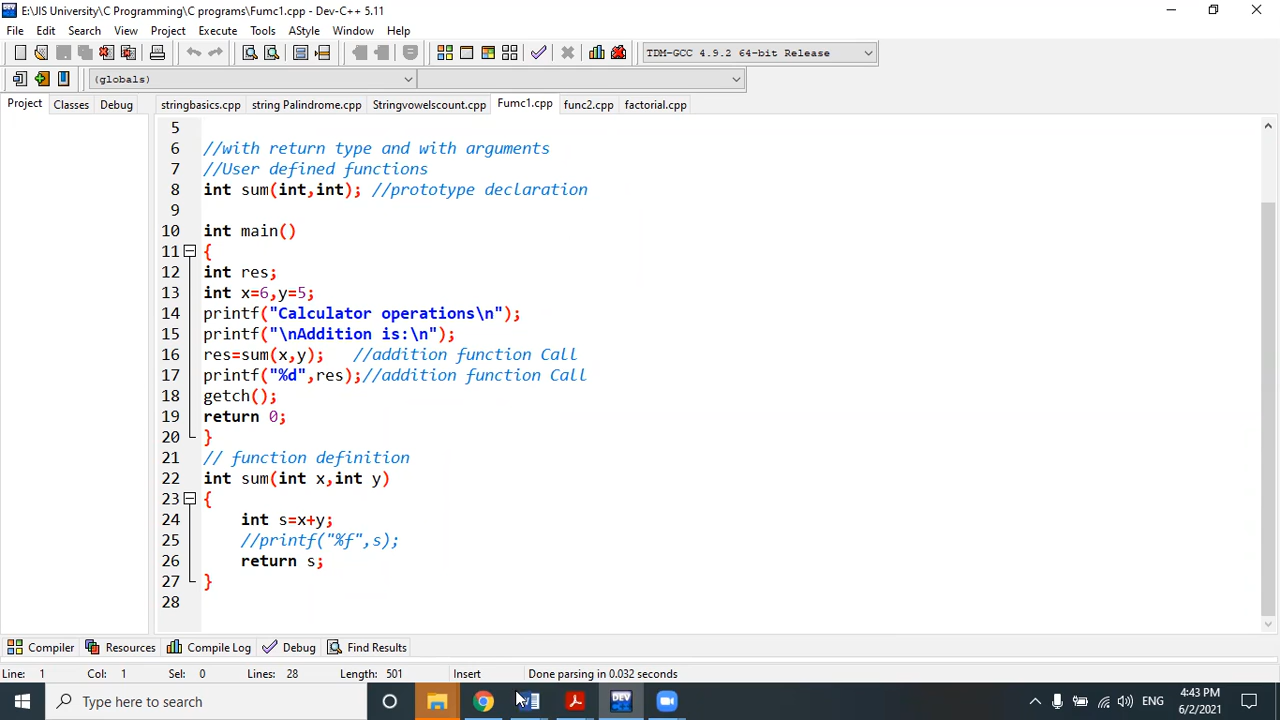 E:\JIS University\C Programming\C programs\Fumc1.cpp - Dev-C++ 5.11
File Edit Search View Project Execute Tools AStyle Window Help
TDM-GCC 4.9.2 64-bit Release
(globals)
Project Classes Debug stringbasics.cpp string Palindrome.cpp Stringvowelscount.cpp Fumc1.cpp func2.cpp factorial.cpp
5
6 //with return type and with arguments
7 //User defined functions
8 int sum(int,int); //prototype declaration
9
10 int main()
11 {
12 int res;
13 int x=6,y=5;
14 printf("Calculator operations\n");
15 printf("\nAddition is:\n");
16 res=sum(x,y); //addition function Call
17 printf("%d",res);//addition function Call
18 getch();
19 return 0;
20 }
21 // function definition
22 int sum(int x,int y)
23 {
24 int s=x+y;
25 //printf("%f",s);
26 return s;
27 }
28
Compiler Resources Compile Log Debug Find Results
Line: 1 Col: 1 Sel: 0 Lines: 28 Length: 501 Insert Done parsing in 0.032 seconds
Type here to search
DEV
ENG
4:43 PM
6/2/2021